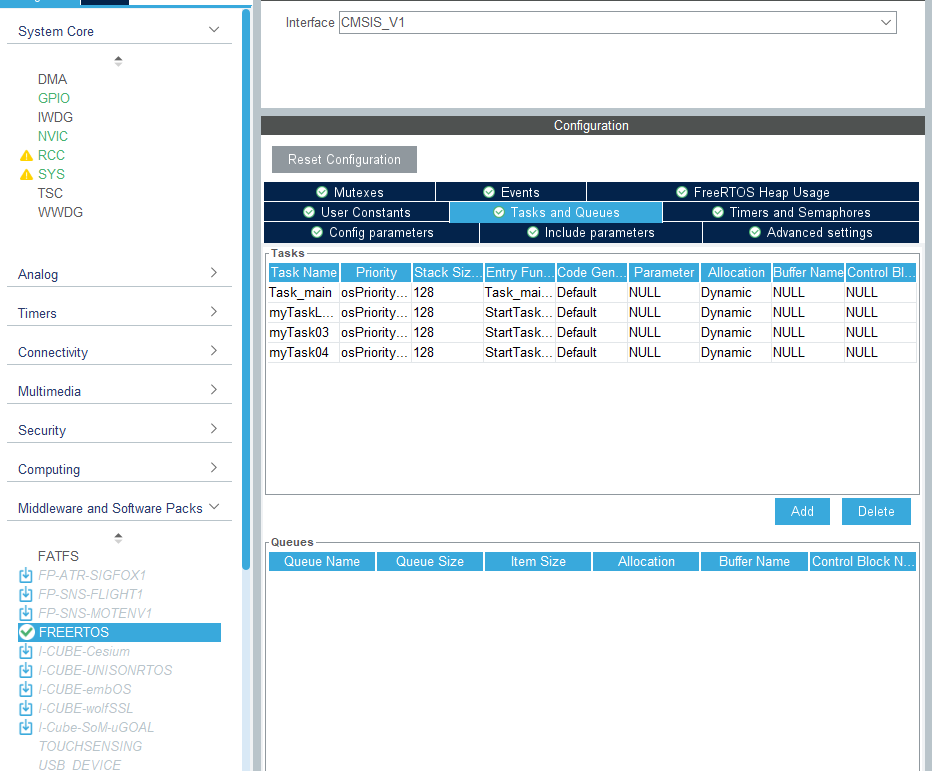 System Core
DMA
GPIO
IWDG
NVIC
RCC
SYS
TSC
WWDG
Analog
Timers
Connectivity
Multimedia
Security
Computing
Middleware and Software Packs
FATFS
FP-ATR-SIGFOX1
FP-SNS-FLIGHT1
FP-SNS-MOTENV1
FREERTOS
I-CUBE-Cesium
I-CUBE-UNISONRTOS
I-CUBE-embOS
I-CUBE-wolfSSL
I-Cube-SoM-uGOAL
TOUCHSENSING
USB_DEVICE
Interface CMSIS_V1
Configuration
Reset Configuration
Mutexes Events FreeRTOS Heap Usage
User Constants Tasks and Queues Timers and Semaphores
Config parameters Include parameters Advanced settings
Tasks
Task Name Priority Stack Siz... Entry Fun... Code Gen... Parameter Allocation Buffer Name Control Bl...
Task_main osPriority... 128 Task_mai... Default NULL Dynamic NULL NULL
myTaskL... osPriority... 128 StartTask... Default NULL Dynamic NULL NULL
myTask03 osPriority... 128 StartTask... Default NULL Dynamic NULL NULL
myTask04 osPriority... 128 StartTask... Default NULL Dynamic NULL NULL
Add Delete
Queues
Queue Name Queue Size Item Size Allocation Buffer Name Control Block N...